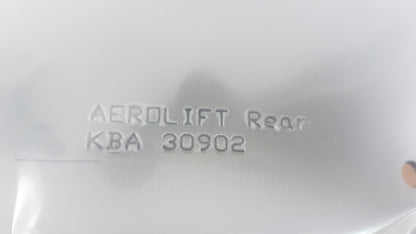 AEROLIFT Rear
KBA 30902